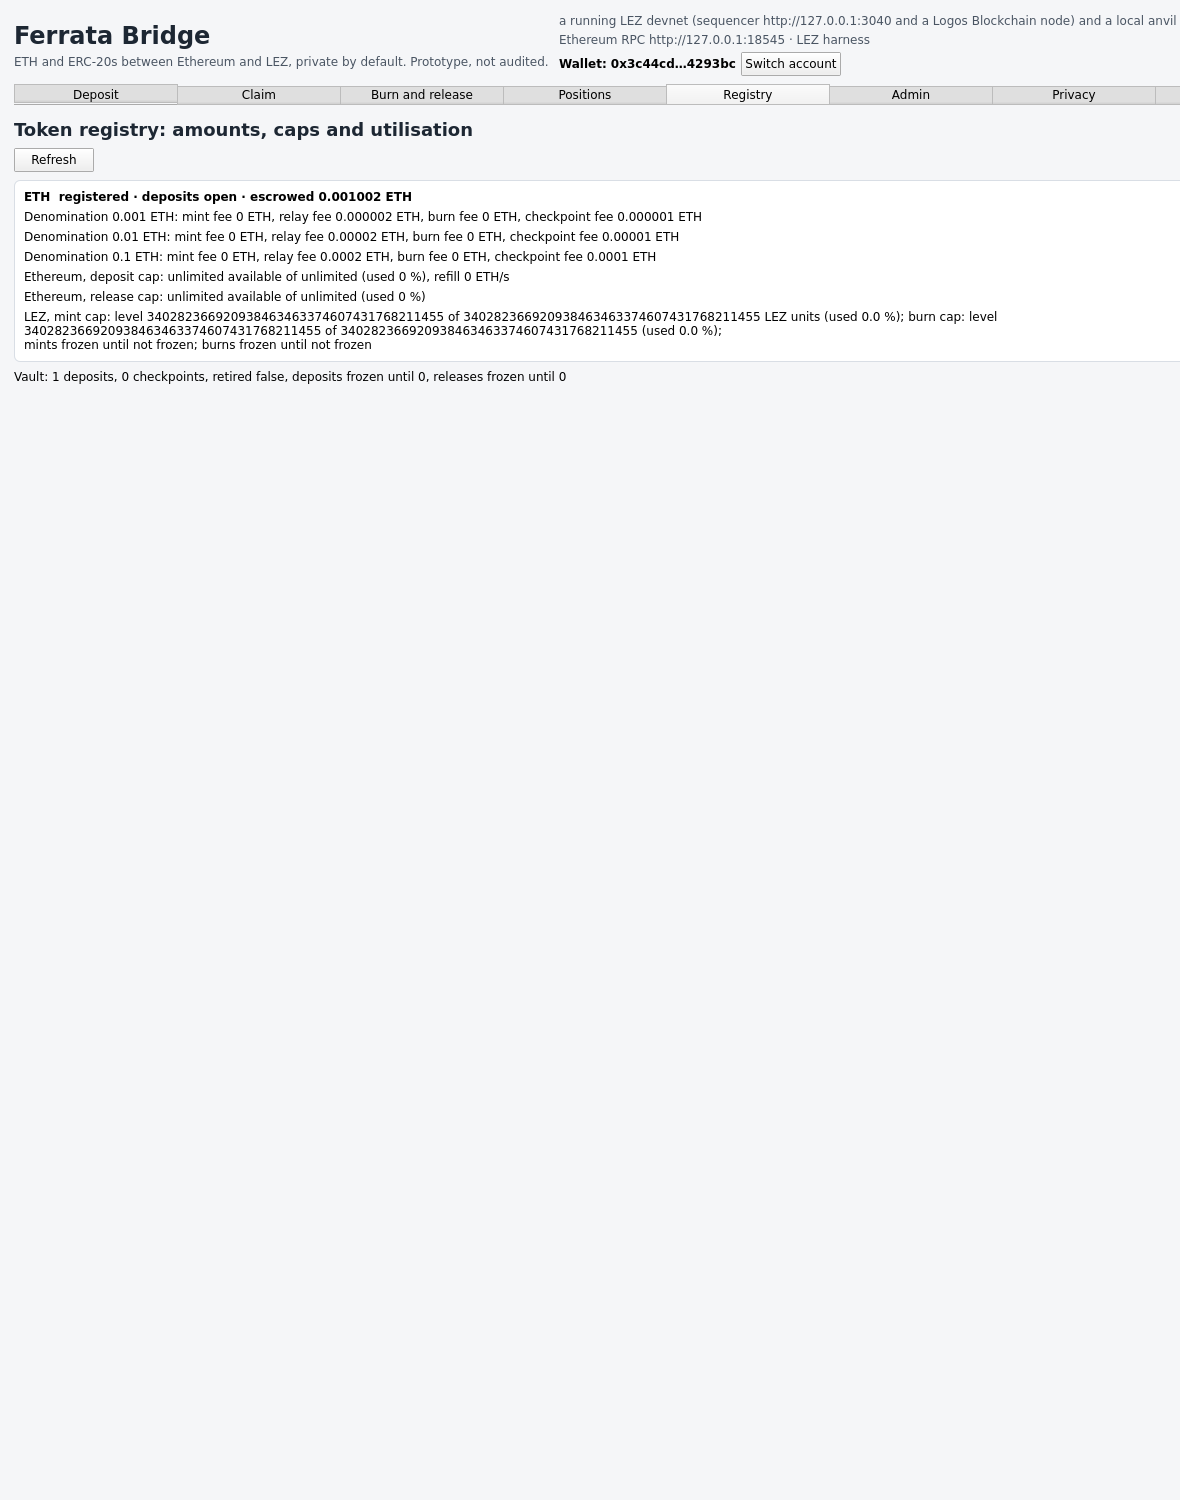 Ferrata Bridge
ETH and ERC-20s between Ethereum and LEZ, private by default. Prototype, not audited.
a running LEZ devnet (sequencer http://127.0.0.1:3040 and a Logos Blockchain node) and a local anvil
Ethereum RPC http://127.0.0.1:18545 · LEZ harness
Wallet: 0x3c44cd…4293bc Switch account
Deposit Claim Burn and release Positions Registry Admin Privacy
Token registry: amounts, caps and utilisation
Refresh
ETH registered · deposits open · escrowed 0.001002 ETH
Denomination 0.001 ETH: mint fee 0 ETH, relay fee 0.000002 ETH, burn fee 0 ETH, checkpoint fee 0.000001 ETH
Denomination 0.01 ETH: mint fee 0 ETH, relay fee 0.00002 ETH, burn fee 0 ETH, checkpoint fee 0.00001 ETH
Denomination 0.1 ETH: mint fee 0 ETH, relay fee 0.0002 ETH, burn fee 0 ETH, checkpoint fee 0.0001 ETH
Ethereum, deposit cap: unlimited available of unlimited (used 0 %), refill 0 ETH/s
Ethereum, release cap: unlimited available of unlimited (used 0 %)
LEZ, mint cap: level 340282366920938463463374607431768211455 of 340282366920938463463374607431768211455 LEZ units (used 0.0 %); burn cap: level
340282366920938463463374607431768211455 of 340282366920938463463374607431768211455 (used 0.0 %);
mints frozen until not frozen; burns frozen until not frozen
Vault: 1 deposits, 0 checkpoints, retired false, deposits frozen until 0, releases frozen until 0